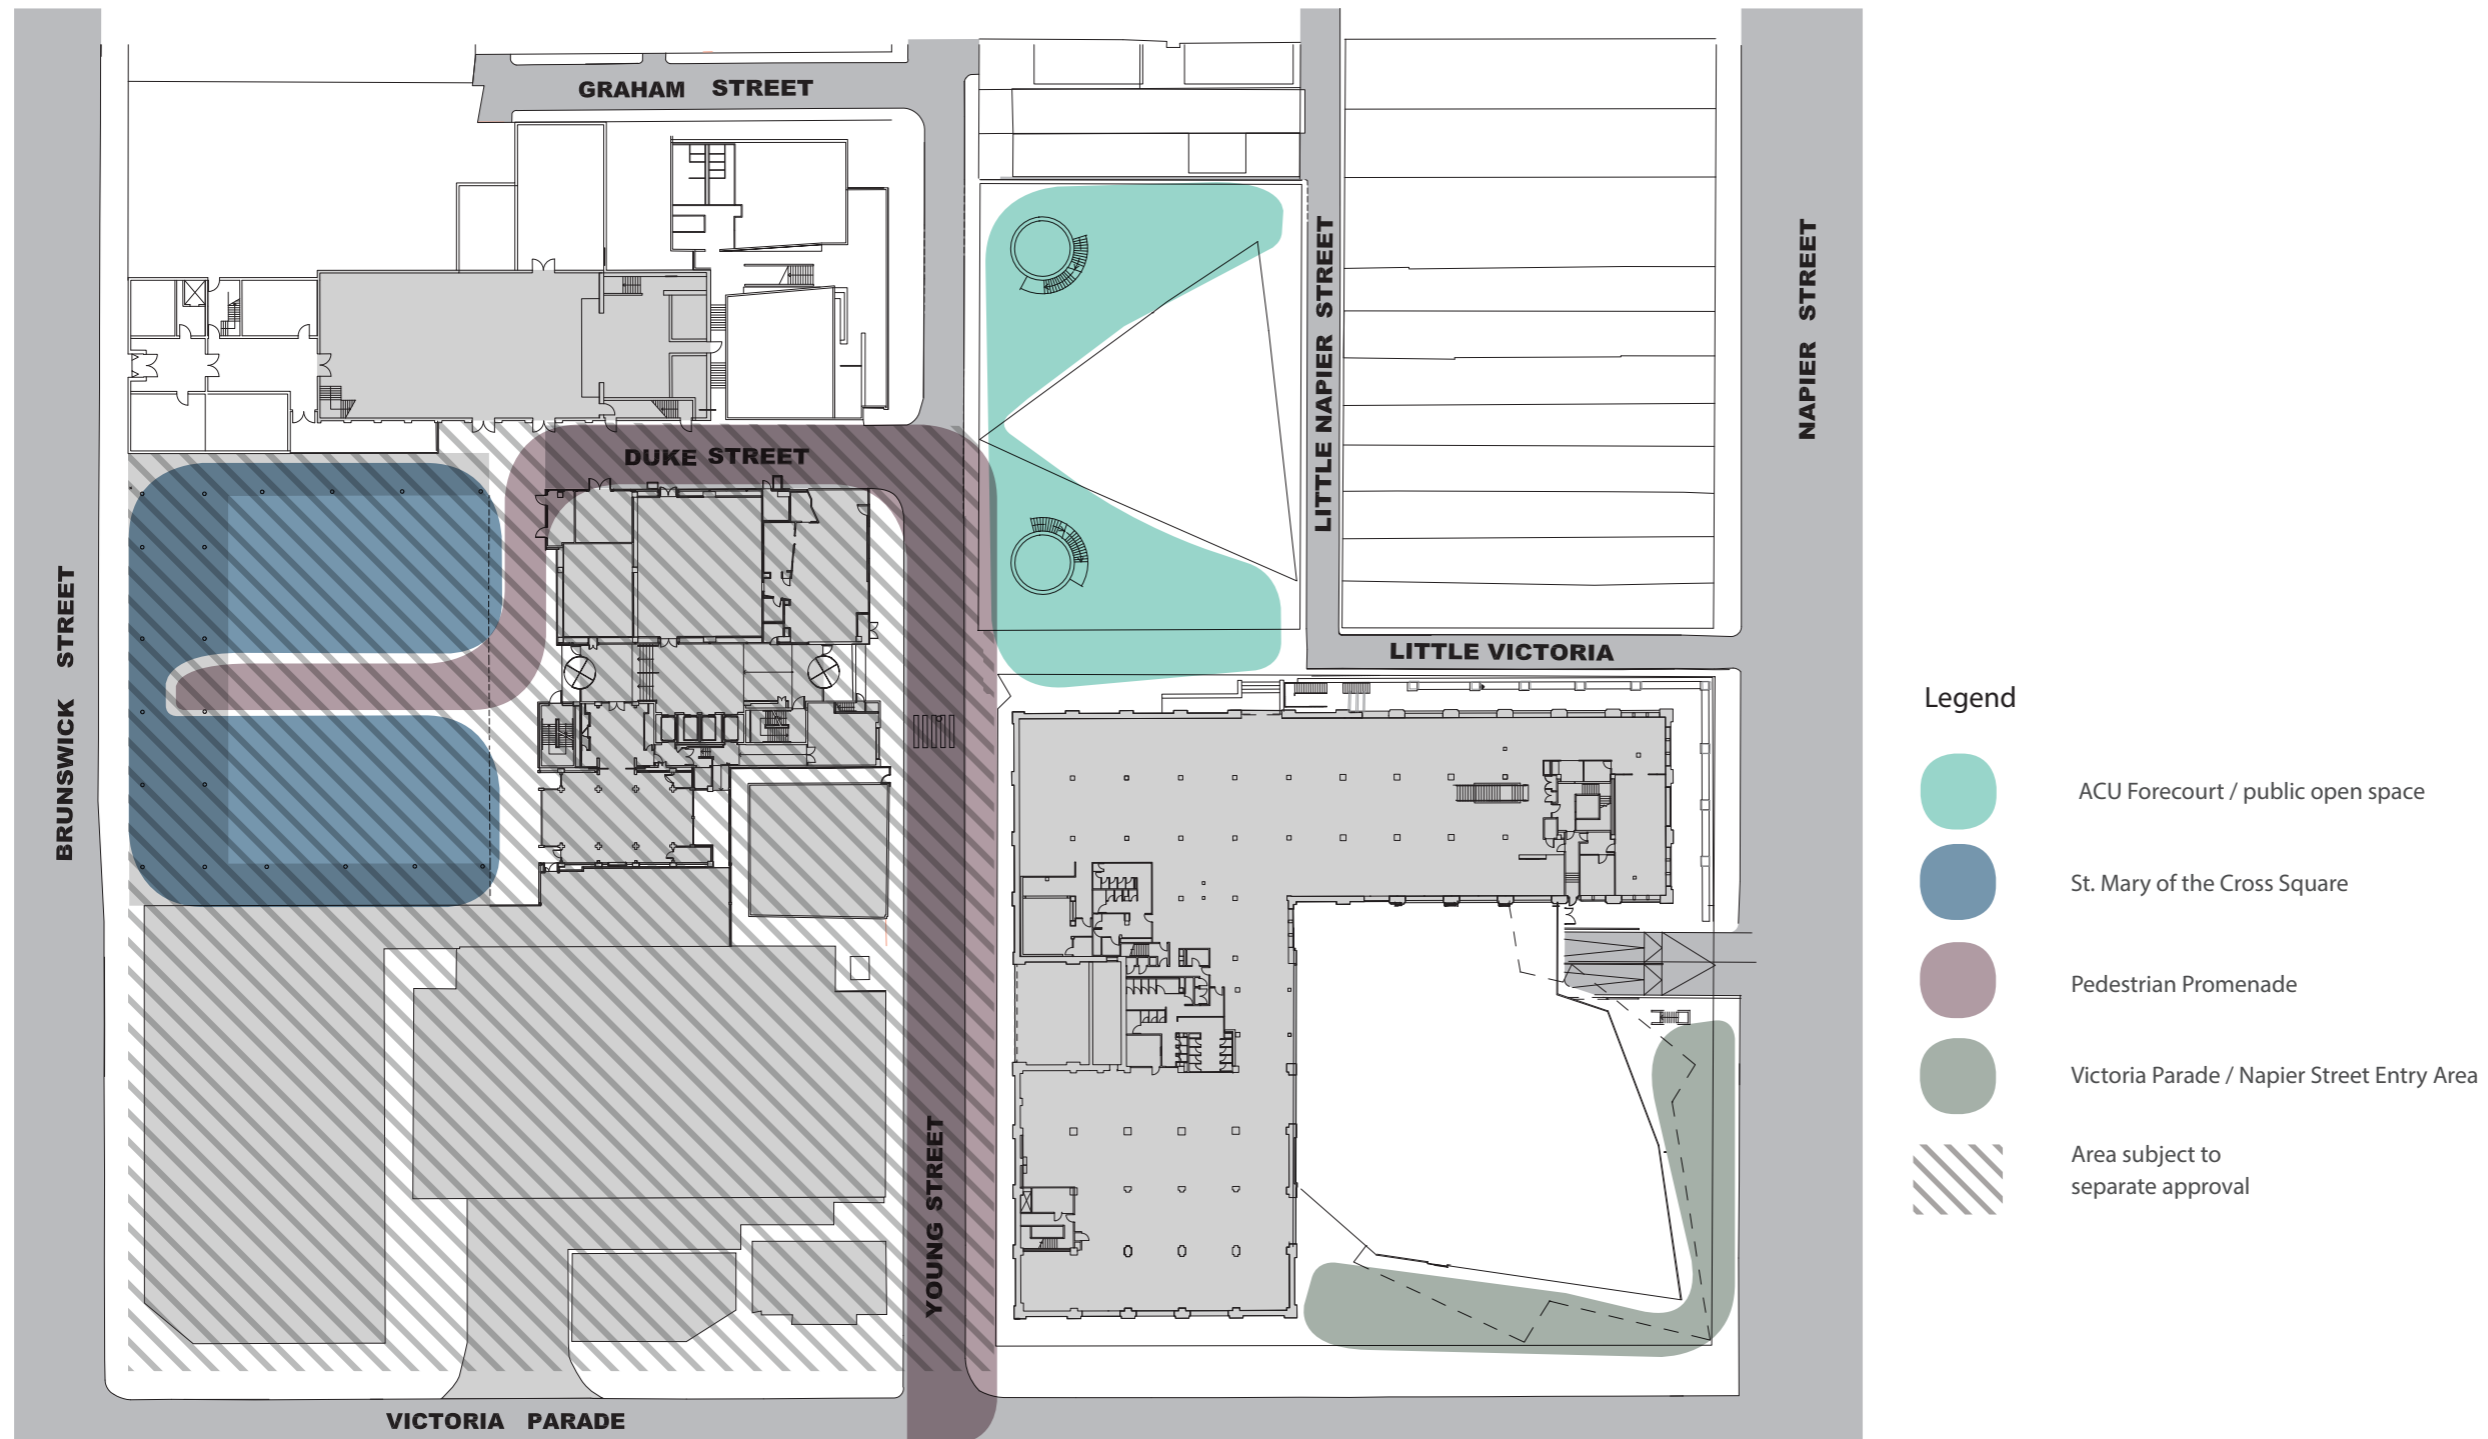 GRAHAM STREET
DUKE STREET
BRUNSWICK STREET
YOUNG STREET
VICTORIA PARADE
LITTLE NAPIER STREET
NAPIER STREET
LITTLE VICTORIA
Legend
ACU Forecourt / public open space
St. Mary of the Cross Square
Pedestrian Promenade
Victoria Parade / Napier Street Entry Area
Area subject to
separate approval